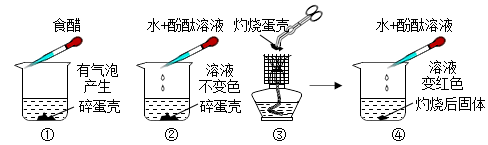 食醋
有气泡
产生
碎蛋壳
①
水+酚酞溶液
溶液
不变色
碎蛋壳
②
灼烧蛋壳
③
水+酚酞溶液
溶液
变红色
灼烧后固体
④